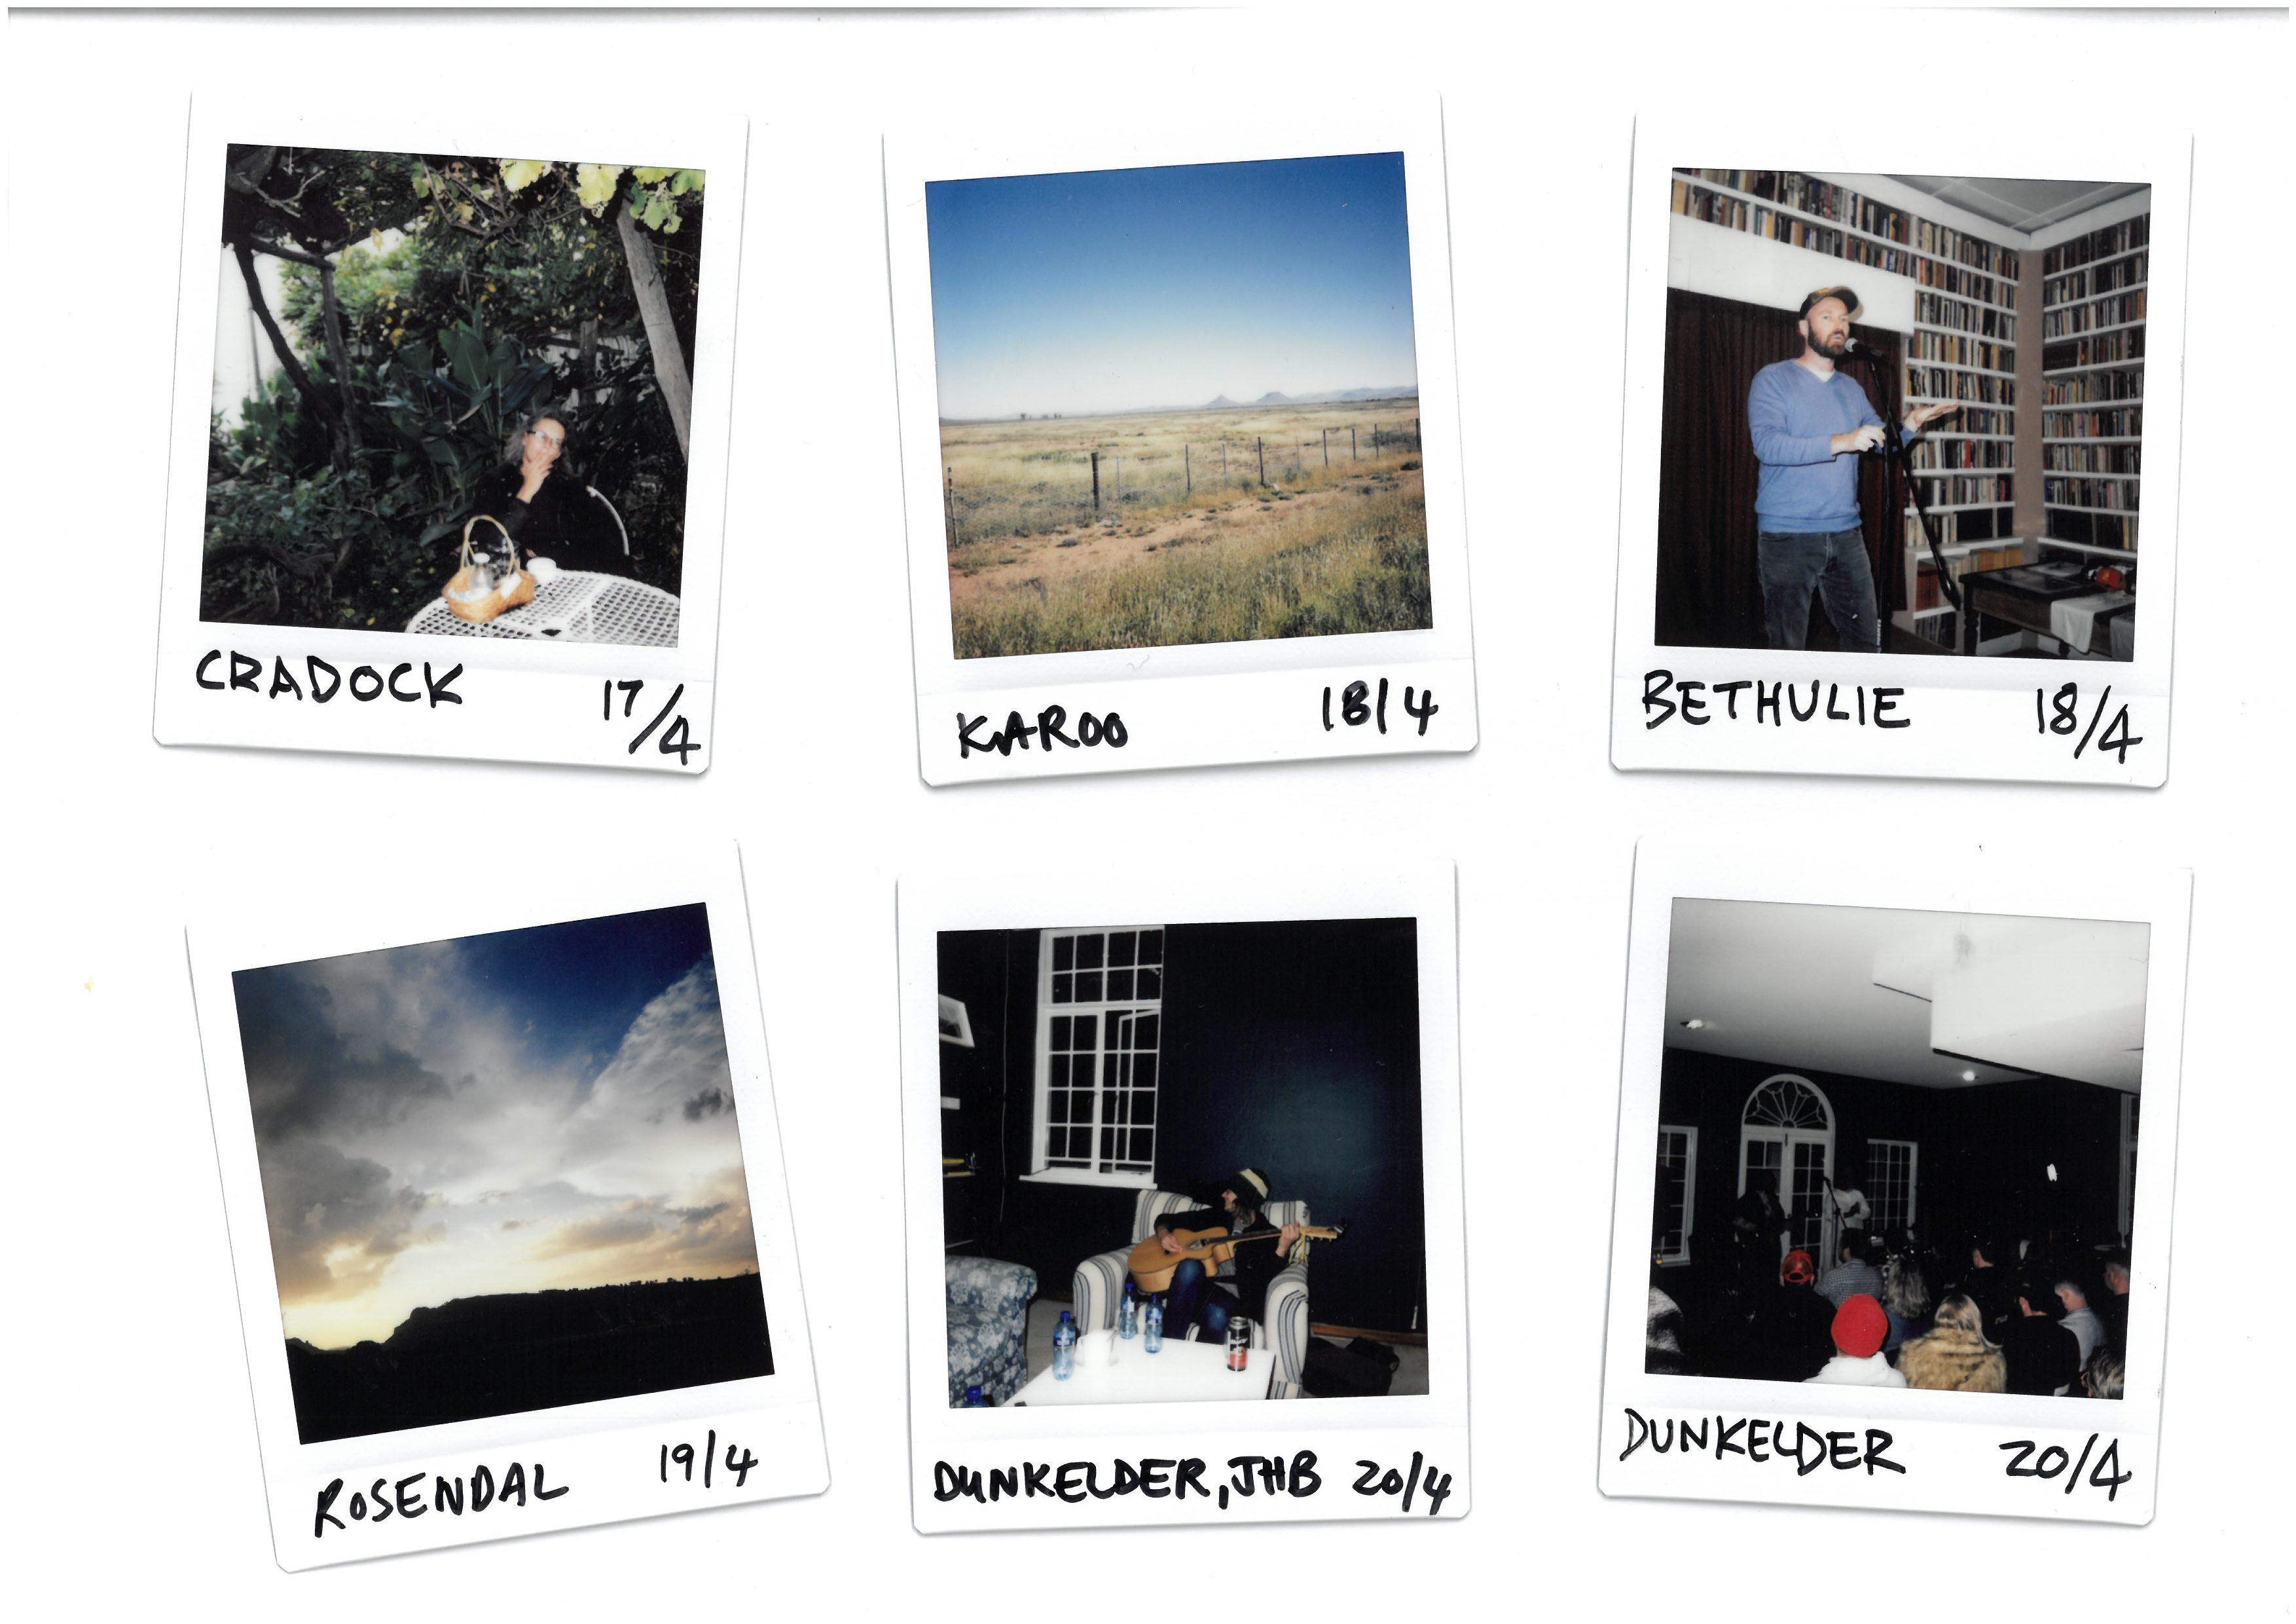 CRADOCK 17/4
KAROO 18/4
BETHULIE 18/4
ROSENDAL 19/4
DUNKELDER, JHB 20/4
DUNKELDER 20/4